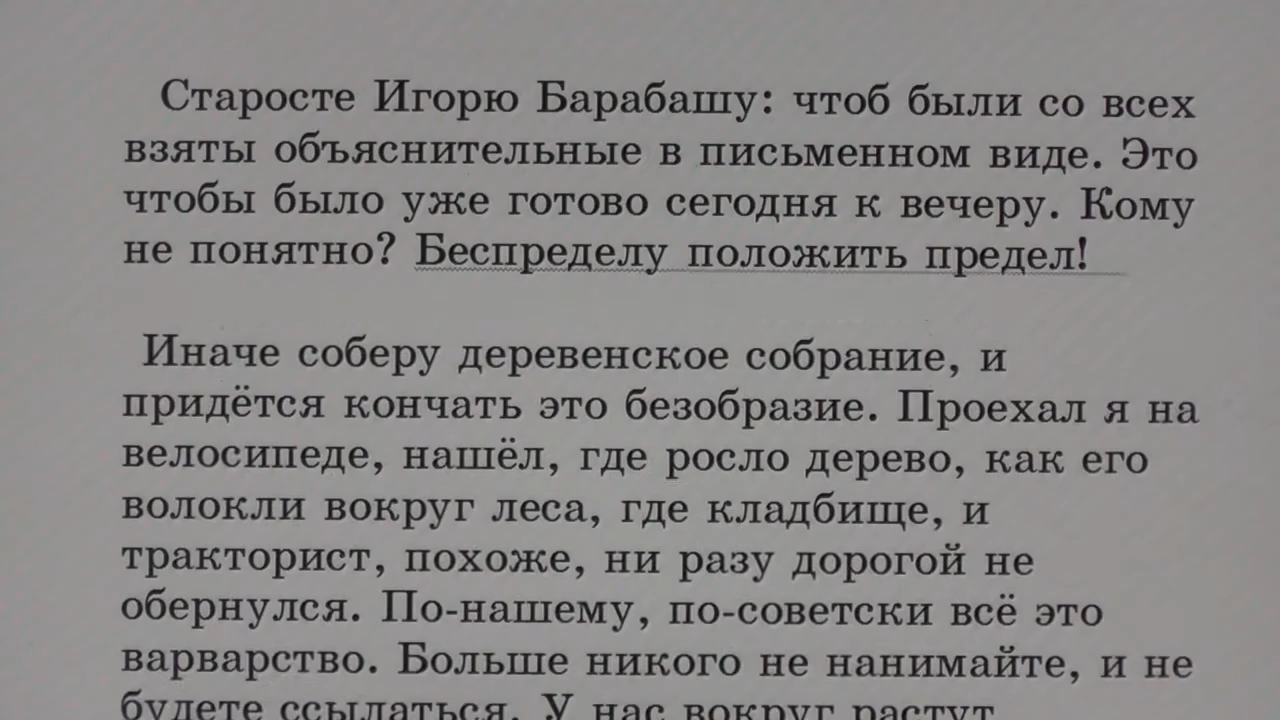 Старосте Игорю Барабашу: чтоб были со всех
взяты объяснительные в письменном виде. Это
чтобы было уже готово сегодня к вечеру. Кому
не понятно? Беспределу положить предел!
Иначе соберу деревенское собрание, и
придётся кончать это безобразие. Проехал я на
велосипеде, нашёл, где росло дерево, как его
волокли вокруг леса, где кладбище, и
тракторист, похоже, ни разу дорогой не
обернулся. По-нашему, по-советски всё это
варварство. Больше никого не нанимайте, и не
будете ссылаться. У нас вокруг растут